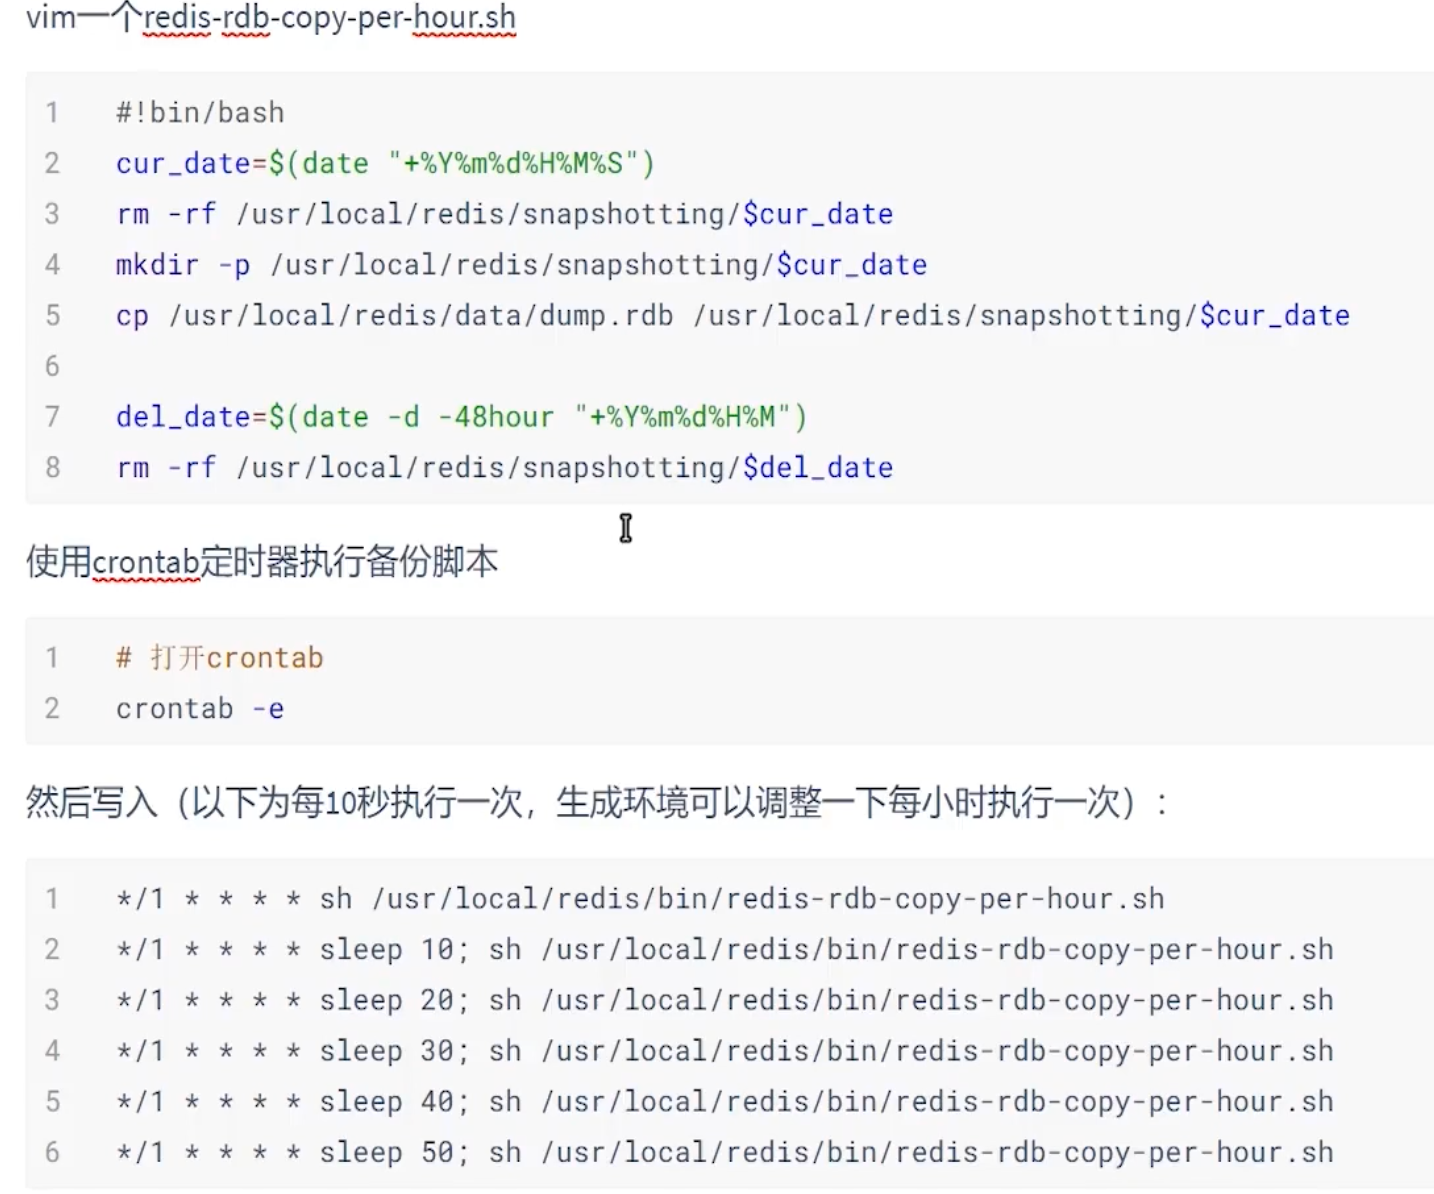 vim一个redis-rdb-copy-per-hour.sh
1 #!bin/bash
2 cur_date=$(date "+%Y%m%d%H%M%S")
3 rm -rf /usr/local/redis/snapshotting/$cur_date
4 mkdir -p /usr/local/redis/snapshotting/$cur_date
5 cp /usr/local/redis/data/dump.rdb /usr/local/redis/snapshotting/$cur_date
6
7 del_date=$(date -d -48hour "+%Y%m%d%H%M")
8 rm -rf /usr/local/redis/snapshotting/$del_date
使用crontab定时器执行备份脚本
1 # 打开crontab
2 crontab -e
然后写入（以下为每10秒执行一次，生成环境可以调整一下每小时执行一次）：
1 */1 * * * * sh /usr/local/redis/bin/redis-rdb-copy-per-hour.sh
2 */1 * * * * sleep 10; sh /usr/local/redis/bin/redis-rdb-copy-per-hour.sh
3 */1 * * * * sleep 20; sh /usr/local/redis/bin/redis-rdb-copy-per-hour.sh
4 */1 * * * * sleep 30; sh /usr/local/redis/bin/redis-rdb-copy-per-hour.sh
5 */1 * * * * sleep 40; sh /usr/local/redis/bin/redis-rdb-copy-per-hour.sh
6 */1 * * * * sleep 50; sh /usr/local/redis/bin/redis-rdb-copy-per-hour.sh